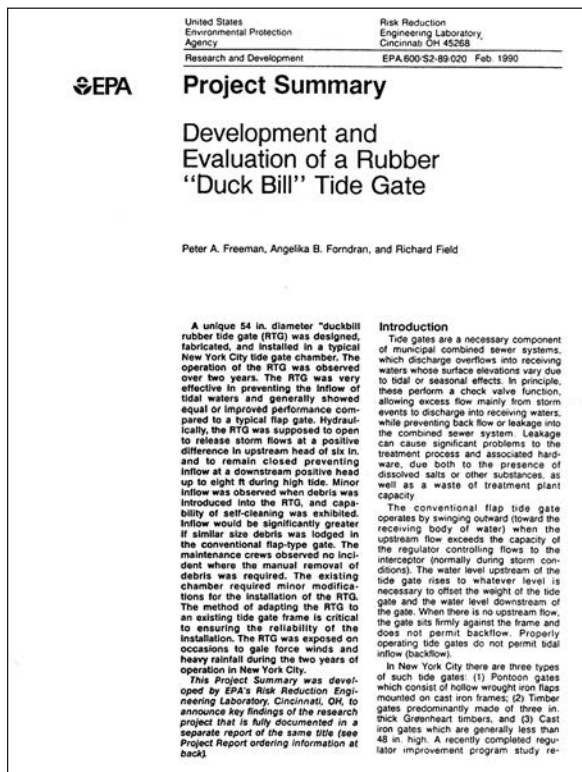 United States
Environmental Protection
Agency
Risk Reduction
Engineering Laboratory
Cincinnati OH 45268
Research and Development
EPA/600/S2-89/020 Feb. 1990
EPA
Project Summary
Development and
Evaluation of a Rubber
"Duck Bill" Tide Gate
Peter A. Freeman, Angelika B. Forndran, and Richard Field
A unique 54 in. diameter "duckbill
rubber tide gate (RTG) was designed,
fabricated, and installed in a typical
New York City tide gate chamber. The
operation of the RTG was observed
over two years. The RTG was very
effective in preventing the inflow of
tidal waters and generally showed
equal or improved performance com-
pared to a typical flap gate. Hydraul-
ically, the RTG was supposed to open
to release storm flows at a positive
difference in upstream head of six in.
and to remain closed preventing
inflow at a downstream positive head
up to eight ft during high tide. Minor
inflow was observed when debris was
introduced into the RTG, and capa-
bility of self-cleaning was exhibited.
Inflow would be significantly greater
if similar size debris was lodged in
the conventional flap-type gate. The
maintenance crews observed no inci-
dent where the manual removal of
debris was required. The existing
chamber required minor modifica-
tions for the installation of the RTG.
The method of adapting the RTG to
an existing tide gate frame is critical
to ensuring the reliability of the
installation. The RTG was exposed on
occasions to gale force winds and
heavy rainfall during the two years of
operation in New York City.
This Project Summary was devel-
oped by EPA's Risk Reduction Engi-
neering Laboratory, Cincinnati, OH, to
announce key findings of the research
project that is fully documented in a
separate report of the same title (see
Project Report ordering information at
back).
Introduction
Tide gates are a necessary component
of municipal combined sewer systems,
which discharge overflows into receiving
waters whose surface elevations vary due
to tidal or seasonal effects. In principle,
these perform a check valve function,
allowing excess flow mainly from storm
events to discharge into receiving waters,
while preventing back flow or leakage into
the combined sewer system. Leakage
can cause significant problems to the
treatment process and associated hard-
ware, due both to the presence of
dissolved salts or other substances, as
well as a waste of treatment plant
capacity.
The conventional flap tide gate
operates by swinging outward (toward the
receiving body of water) when the
upstream flow exceeds the capacity of
the regulator controlling flows to the
interceptor (normally during storm con-
ditions). The water level upstream of the
tide gate rises to whatever level is
necessary to offset the weight of the tide
gate and the water level downstream of
the gate. When there is no upstream flow,
the gate sits firmly against the frame and
does not permit backflow. Properly
operating tide gates do not permit tidal
inflow (backflow).
In New York City there are three types
of such tide gates: (1) Pontoon gates
which consist of hollow wrought iron flaps
mounted on cast iron frames; (2) Timber
gates predominantly made of three in.
thick Greenheart timbers, and (3) Cast
iron gates which are generally less than
48 in. high. A recently completed regu-
lator improvement program study re-